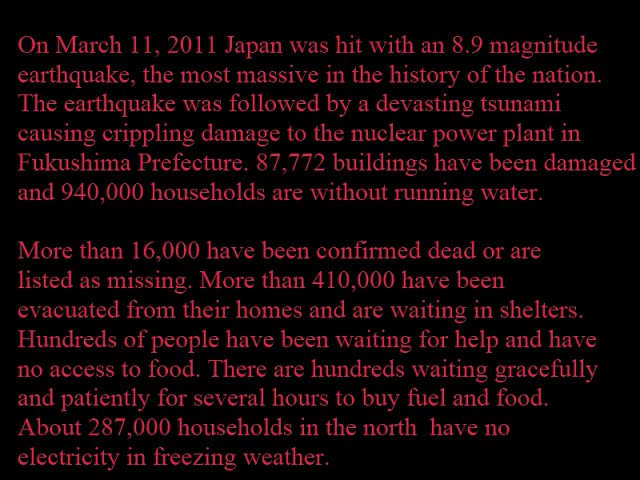 On March 11, 2011 Japan was hit with an 8.9 magnitude
earthquake, the most massive in the history of the nation.
The earthquake was followed by a devasting tsunami
causing crippling damage to the nuclear power plant in
Fukushima Prefecture. 87,772 buildings have been damaged
and 940,000 households are without running water.
More than 16,000 have been confirmed dead or are
listed as missing. More than 410,000 have been
evacuated from their homes and are waiting in shelters.
Hundreds of people have been waiting for help and have
no access to food. There are hundreds waiting gracefully
and patiently for several hours to buy fuel and food.
About 287,000 households in the north  have no
electricity in freezing weather.